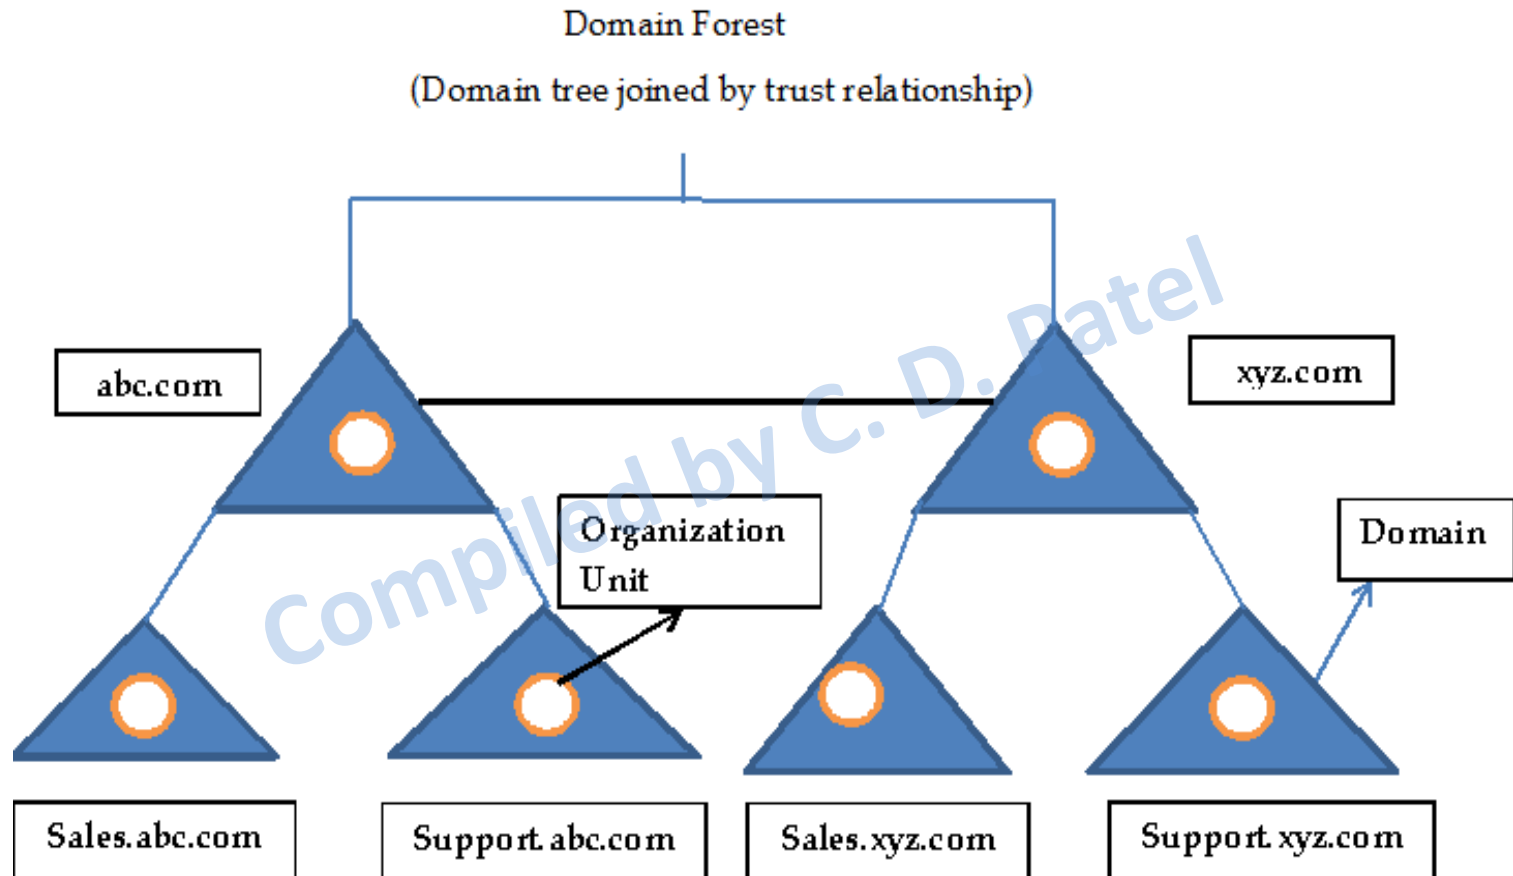 Domain Forest
(Domain tree joined by trust relationship)
abc.com
xyz.com
Organization
Unit
Domain
Compiled by C. D. Patel
Sales.abc.com
Support.abc.com
Sales.xyz.com
Support.xyz.com